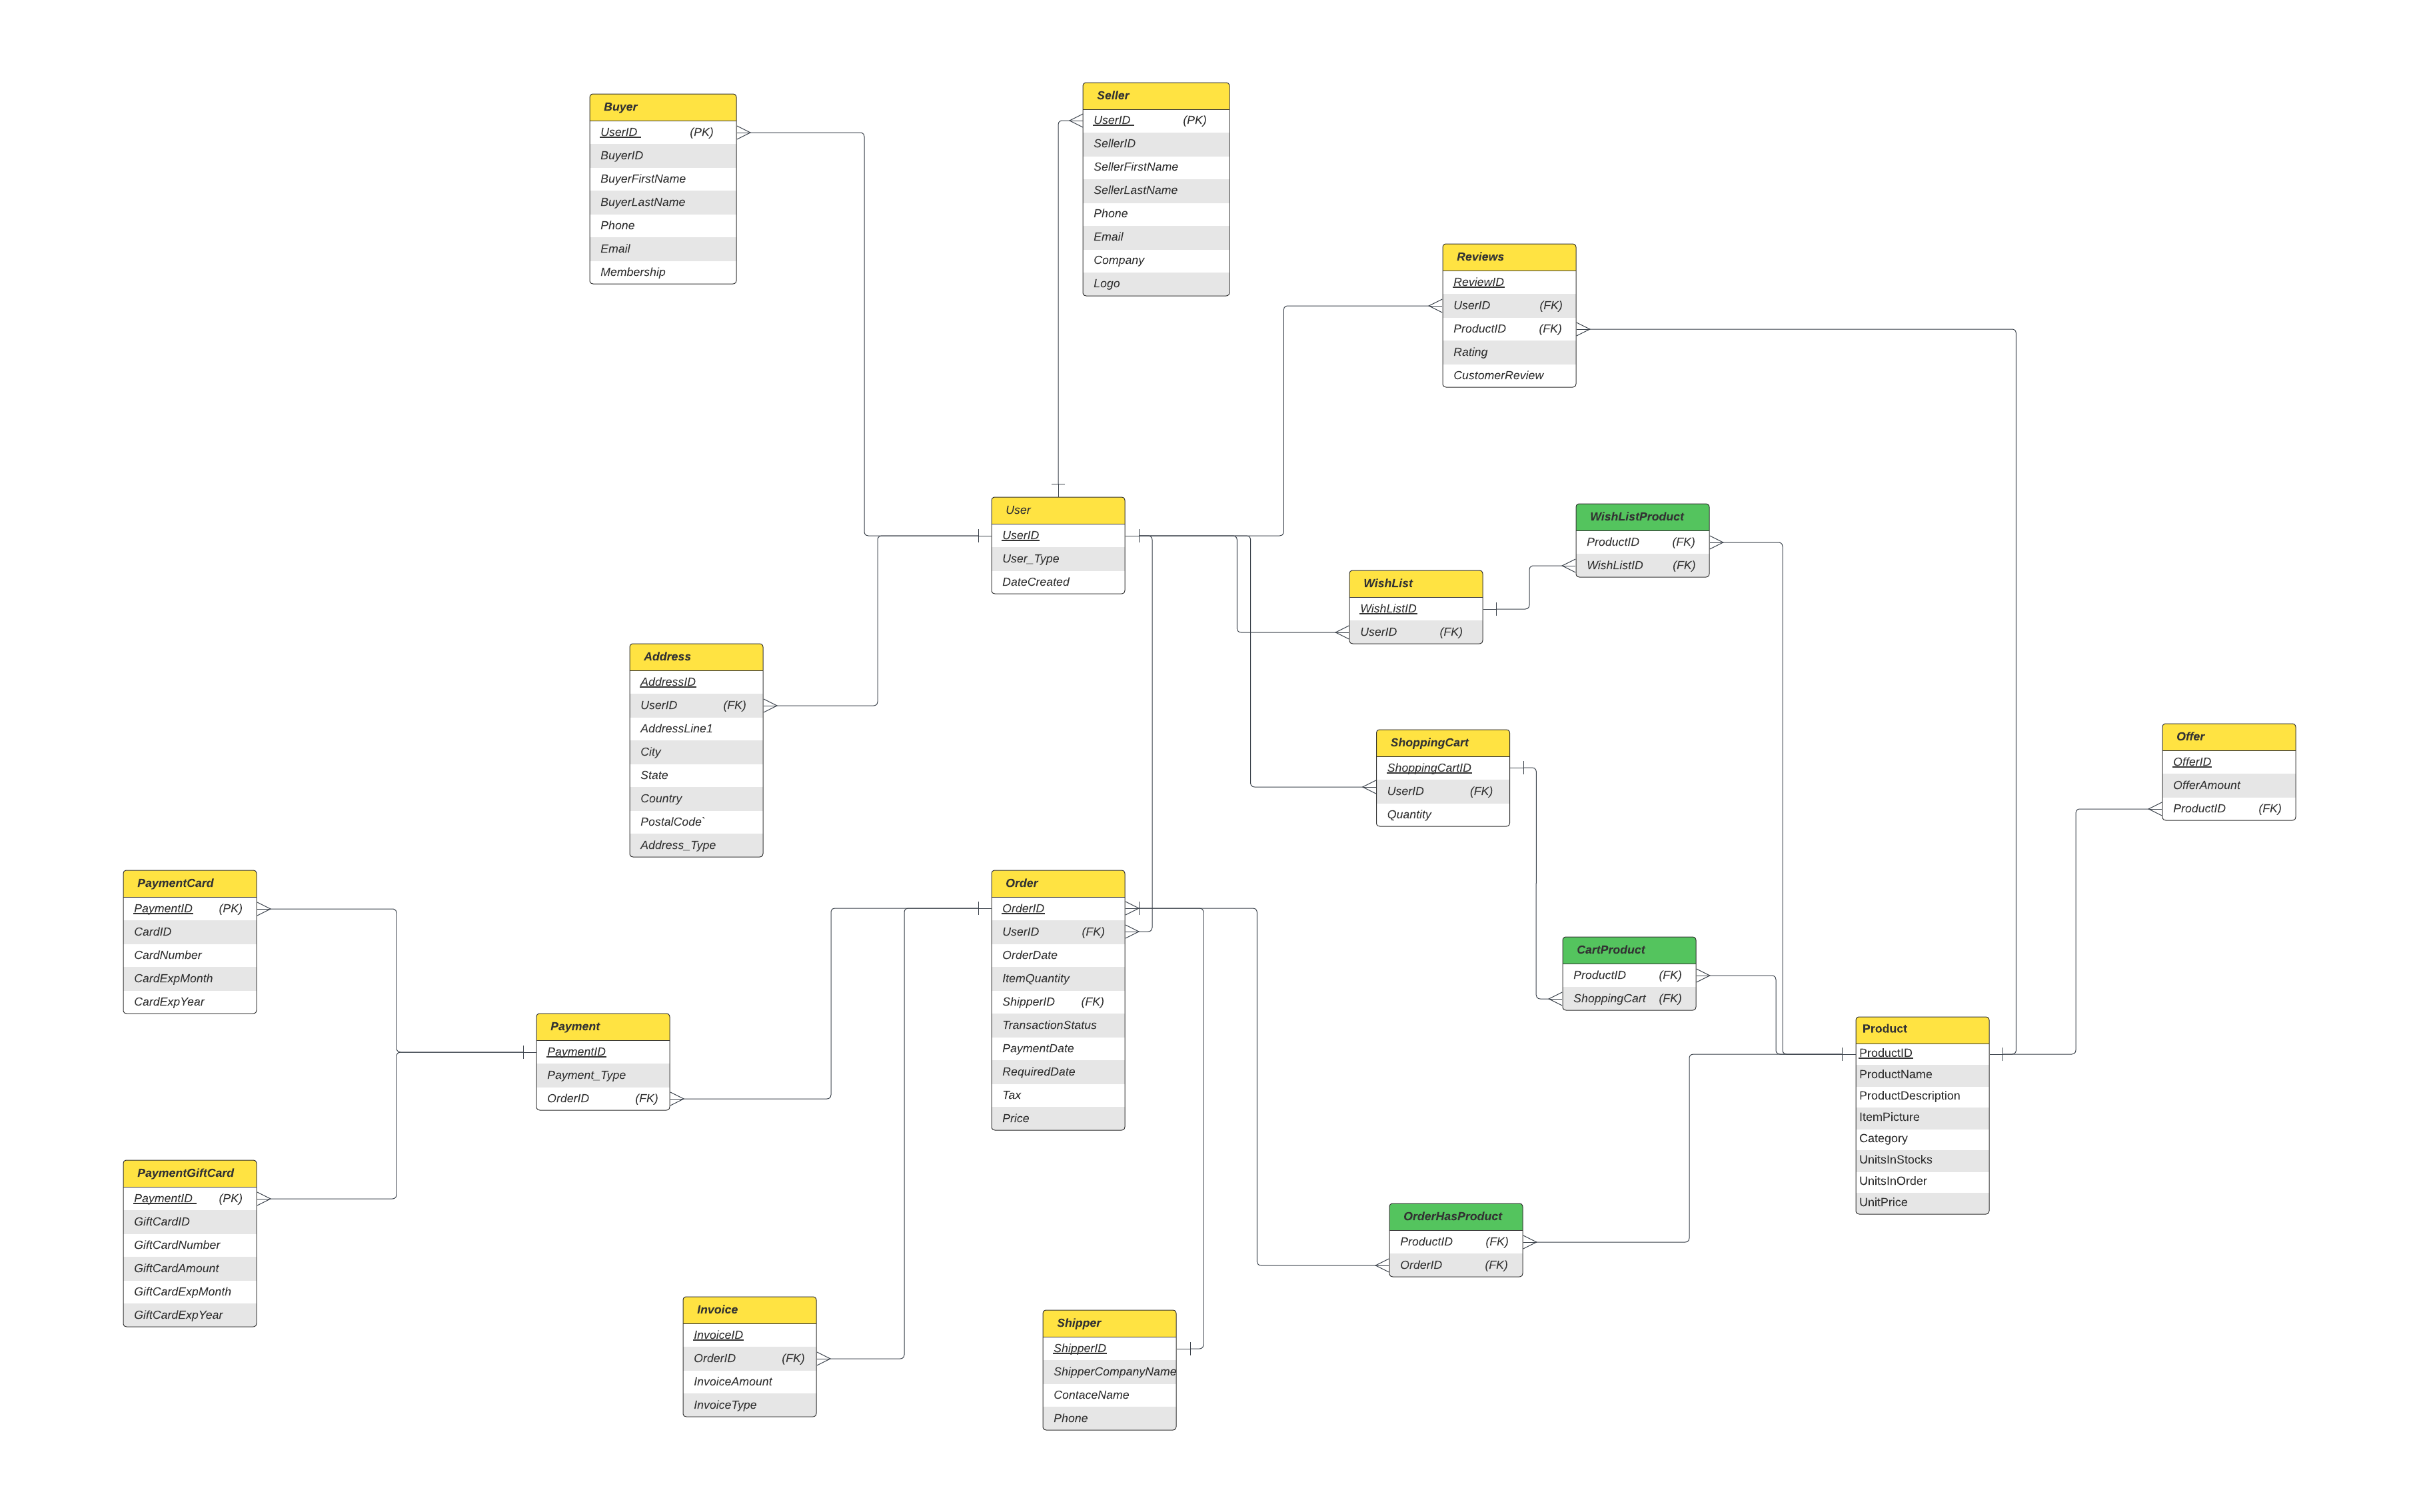 Buyer
UserID (PK)
BuyerID
BuyerFirstName
BuyerLastName
Phone
Email
Membership
Seller
UserID (PK)
SellerID
SellerFirstName
SellerLastName
Phone
Email
Company
Logo
Reviews
ReviewID
UserID (FK)
ProductID (FK)
Rating
CustomerReview
User
UserID
User_Type
DateCreated
WishListProduct
ProductID (FK)
WishListID (FK)
WishList
WishListID
UserID (FK)
Address
AddressID
UserID (FK)
AddressLine1
City
State
Country
PostalCode`
Address_Type
ShoppingCart
ShoppingCartID
UserID (FK)
Quantity
Offer
OfferID
OfferAmount
ProductID (FK)
PaymentCard
PaymentID (PK)
CardID
CardNumber
CardExpMonth
CardExpYear
Order
OrderID
UserID (FK)
OrderDate
ItemQuantity
ShipperID (FK)
TransactionStatus
PaymentDate
RequiredDate
Tax
Price
CartProduct
ProductID (FK)
ShoppingCart (FK)
Payment
PaymentID
Payment_Type
OrderID (FK)
Product
ProductID
ProductName
ProductDescription
ItemPicture
Category
UnitsInStocks
UnitsInOrder
UnitPrice
PaymentGiftCard
PaymentID (PK)
GiftCardID
GiftCardNumber
GiftCardAmount
GiftCardExpMonth
GiftCardExpYear
OrderHasProduct
ProductID (FK)
OrderID (FK)
Invoice
InvoiceID
OrderID (FK)
InvoiceAmount
InvoiceType
Shipper
ShipperID
ShipperCompanyName
ContaceName
Phone